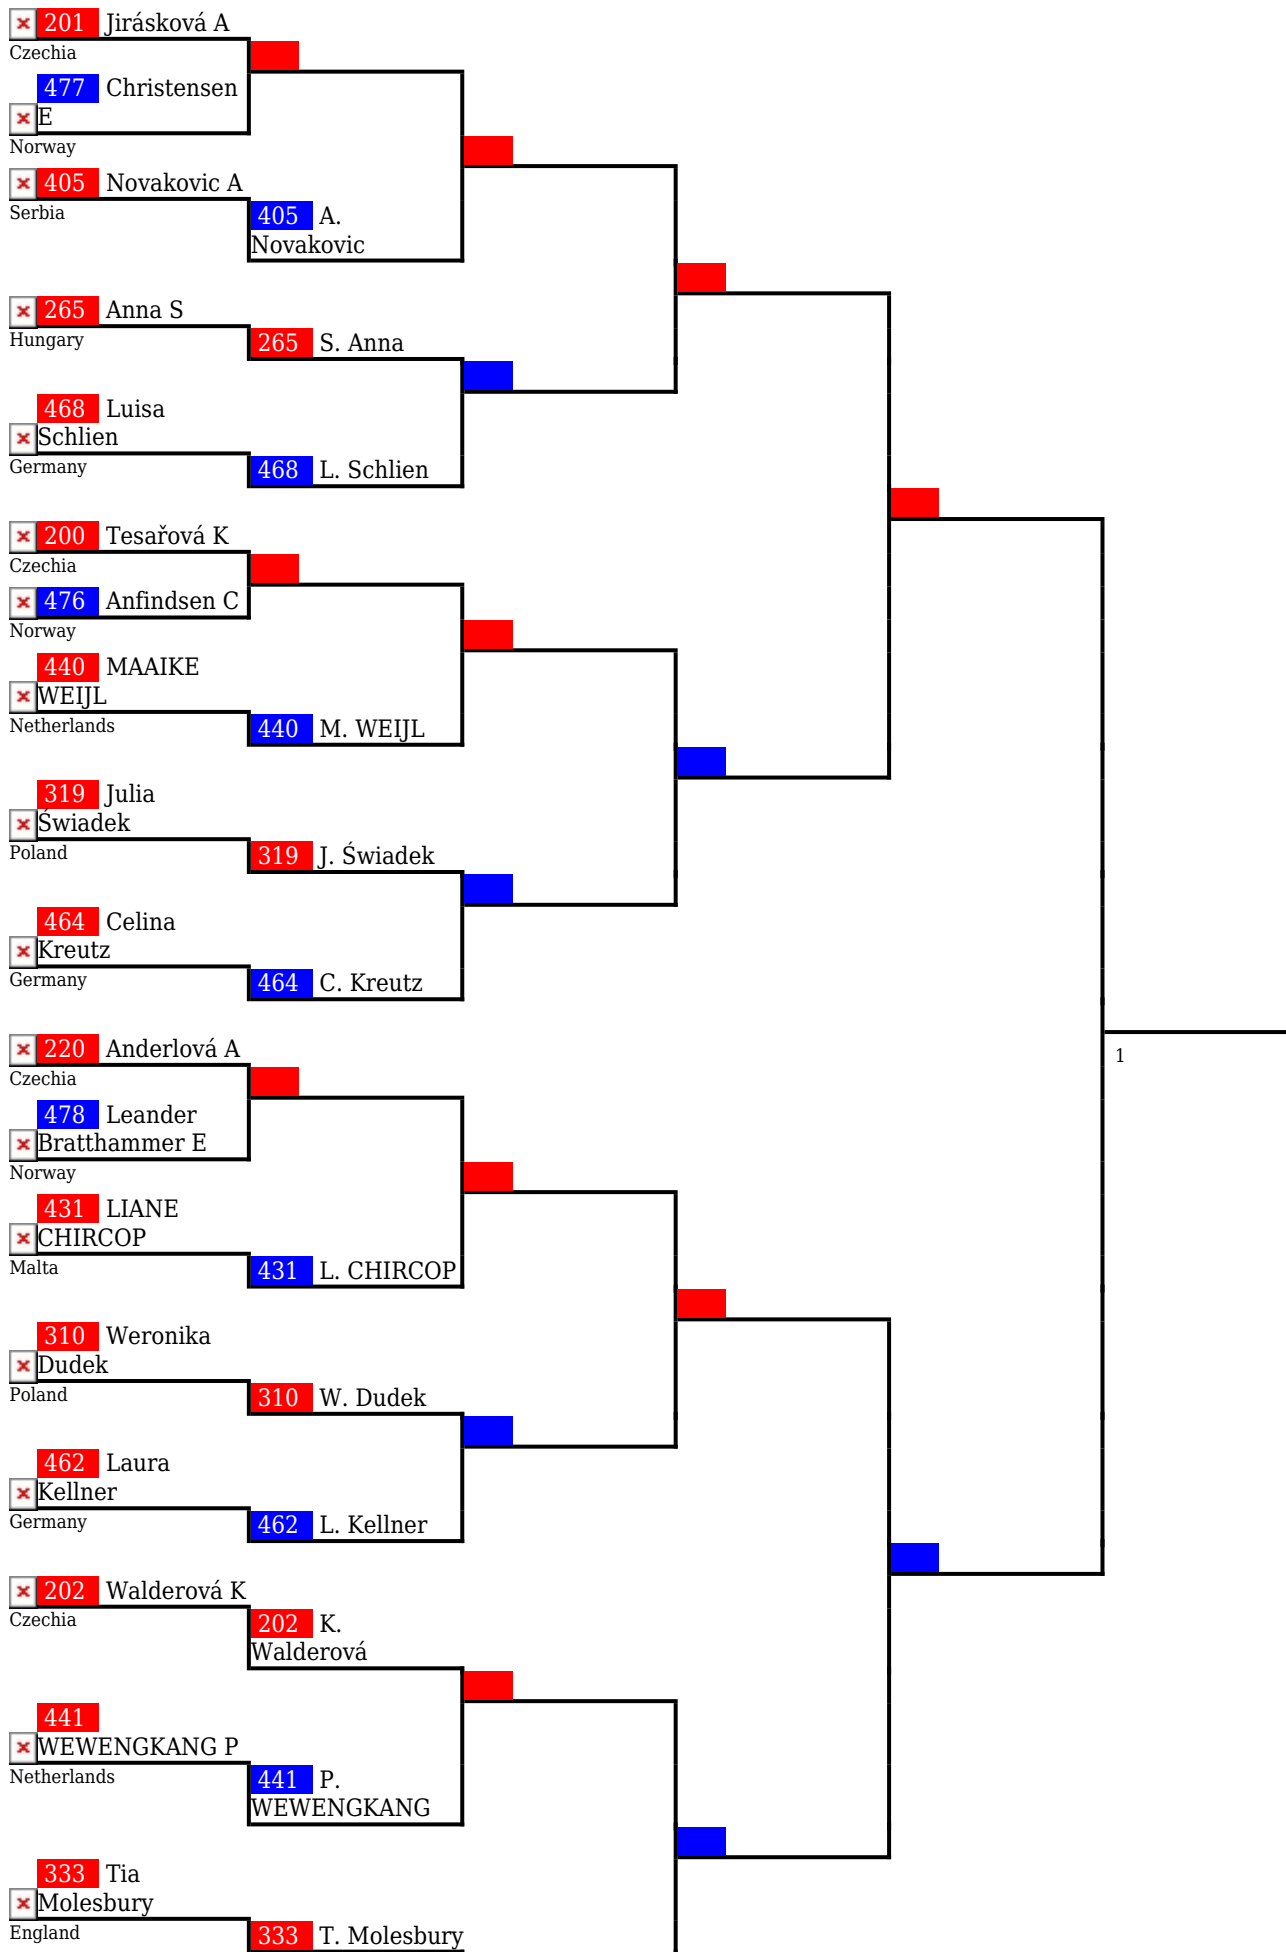 201 Jirásková A
Czechia
477 Christensen
E
Norway
405 Novakovic A
Serbia
405 A.
Novakovic
265 Anna S
Hungary
265 S. Anna
468 Luisa
Schlien
Germany
468 L. Schlien
200 Tesařová K
Czechia
476 Anfindsen C
Norway
440 MAAIKE
WEIJL
Netherlands
440 M. WEIJL
319 Julia
Świadek
Poland
319 J. Świadek
464 Celina
Kreutz
Germany
464 C. Kreutz
220 Anderlová A
Czechia
1
478 Leander
Bratthammer E
Norway
431 LIANE
CHIRCOP
Malta
431 L. CHIRCOP
310 Weronika
Dudek
Poland
310 W. Dudek
462 Laura
Kellner
Germany
462 L. Kellner
202 Walderová K
Czechia
202 K.
Walderová
441
WEWENGKANG P
Netherlands
441 P.
WEWENGKANG
333 Tia
Molesbury
England
333 T. Molesbury